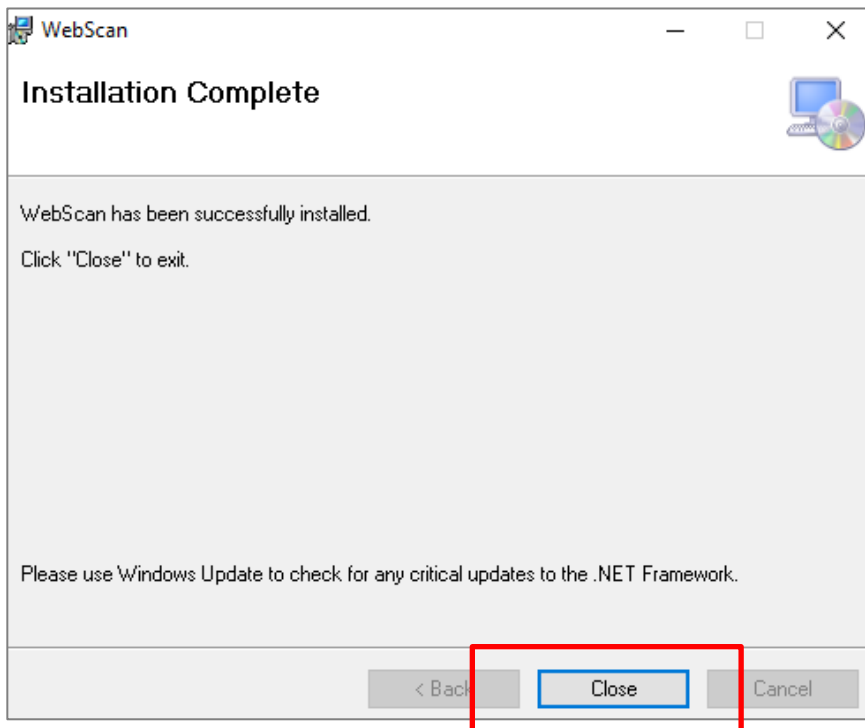 WebScan
Installation Complete
WebScan has been successfully installed.
Click "Close" to exit.
Please use Windows Update to check for any critical updates to the .NET Framework.
< Back
Close
Cancel